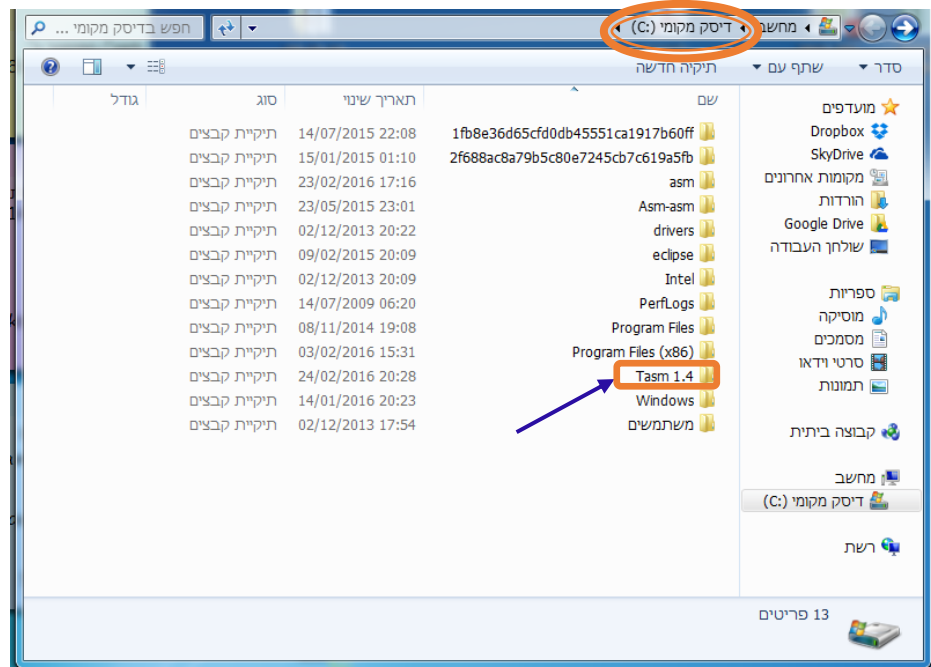 מחשב ◂ דיסק מקומי (C:)
חפש בדיסק מקומי ...
סדר
שתף עם
תיקיה חדשה
שם תאריך שינוי סוג גודל
1fb8e36d65cfd0db45551ca1917b60ff 14/07/2015 22:08 תיקיית קבצים
2f688ac8a79b5c80e7245cb7c619a5fb 15/01/2015 01:10 תיקיית קבצים
asm 23/02/2016 17:16 תיקיית קבצים
Asm-asm 23/05/2015 23:01 תיקיית קבצים
drivers 02/12/2013 20:22 תיקיית קבצים
eclipse 09/02/2015 20:09 תיקיית קבצים
Intel 02/12/2013 20:09 תיקיית קבצים
PerfLogs 14/07/2009 06:20 תיקיית קבצים
Program Files 08/11/2014 19:08 תיקיית קבצים
Program Files (x86) 03/02/2016 15:31 תיקיית קבצים
Tasm 1.4 24/02/2016 20:28 תיקיית קבצים
Windows 14/01/2016 20:23 תיקיית קבצים
משתמשים 02/12/2013 17:54 תיקיית קבצים
מועדפים
Dropbox
SkyDrive
מקומות אחרונים
הורדות
Google Drive
שולחן העבודה
ספריות
מוסיקה
מסמכים
סרטי וידאו
תמונות
קבוצה ביתית
מחשב
דיסק מקומי (C:)
רשת
13 פריטים